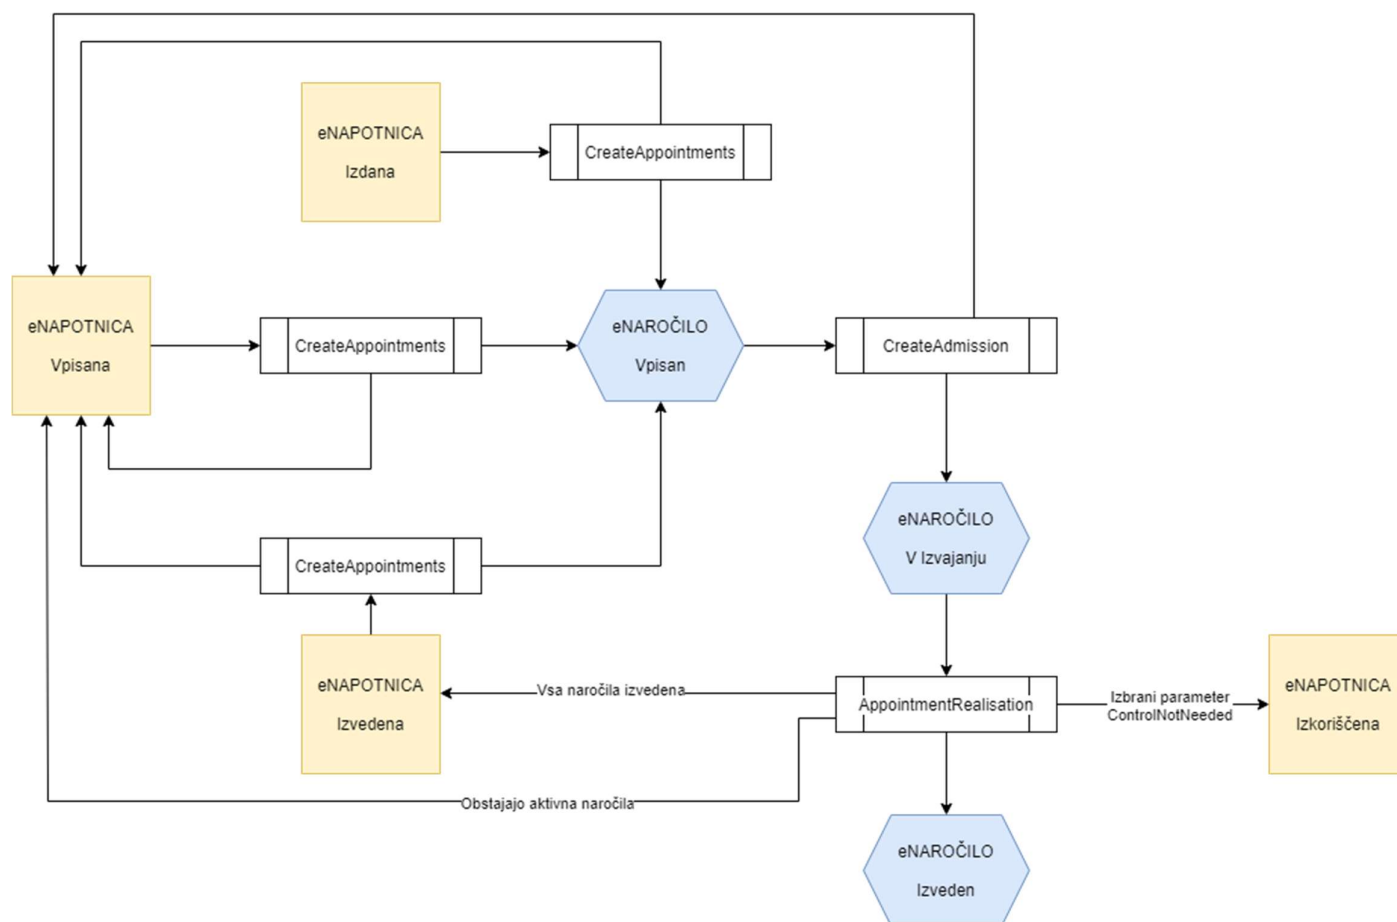 eNAPOTNICA
Izdana
CreateAppointments
eNAPOTNICA
Vpisana
CreateAppointments
eNAROČILO
Vpisan
CreateAdmission
eNAROČILO
V Izvajanju
CreateAppointments
eNAPOTNICA
Izvedena
Vsa naročila izvedena
AppointmentRealisation
Izbrani parameter
ControlNotNeeded
eNAPOTNICA
Izkoriščena
Obstajajo aktivna naročila
eNAROČILO
Izveden